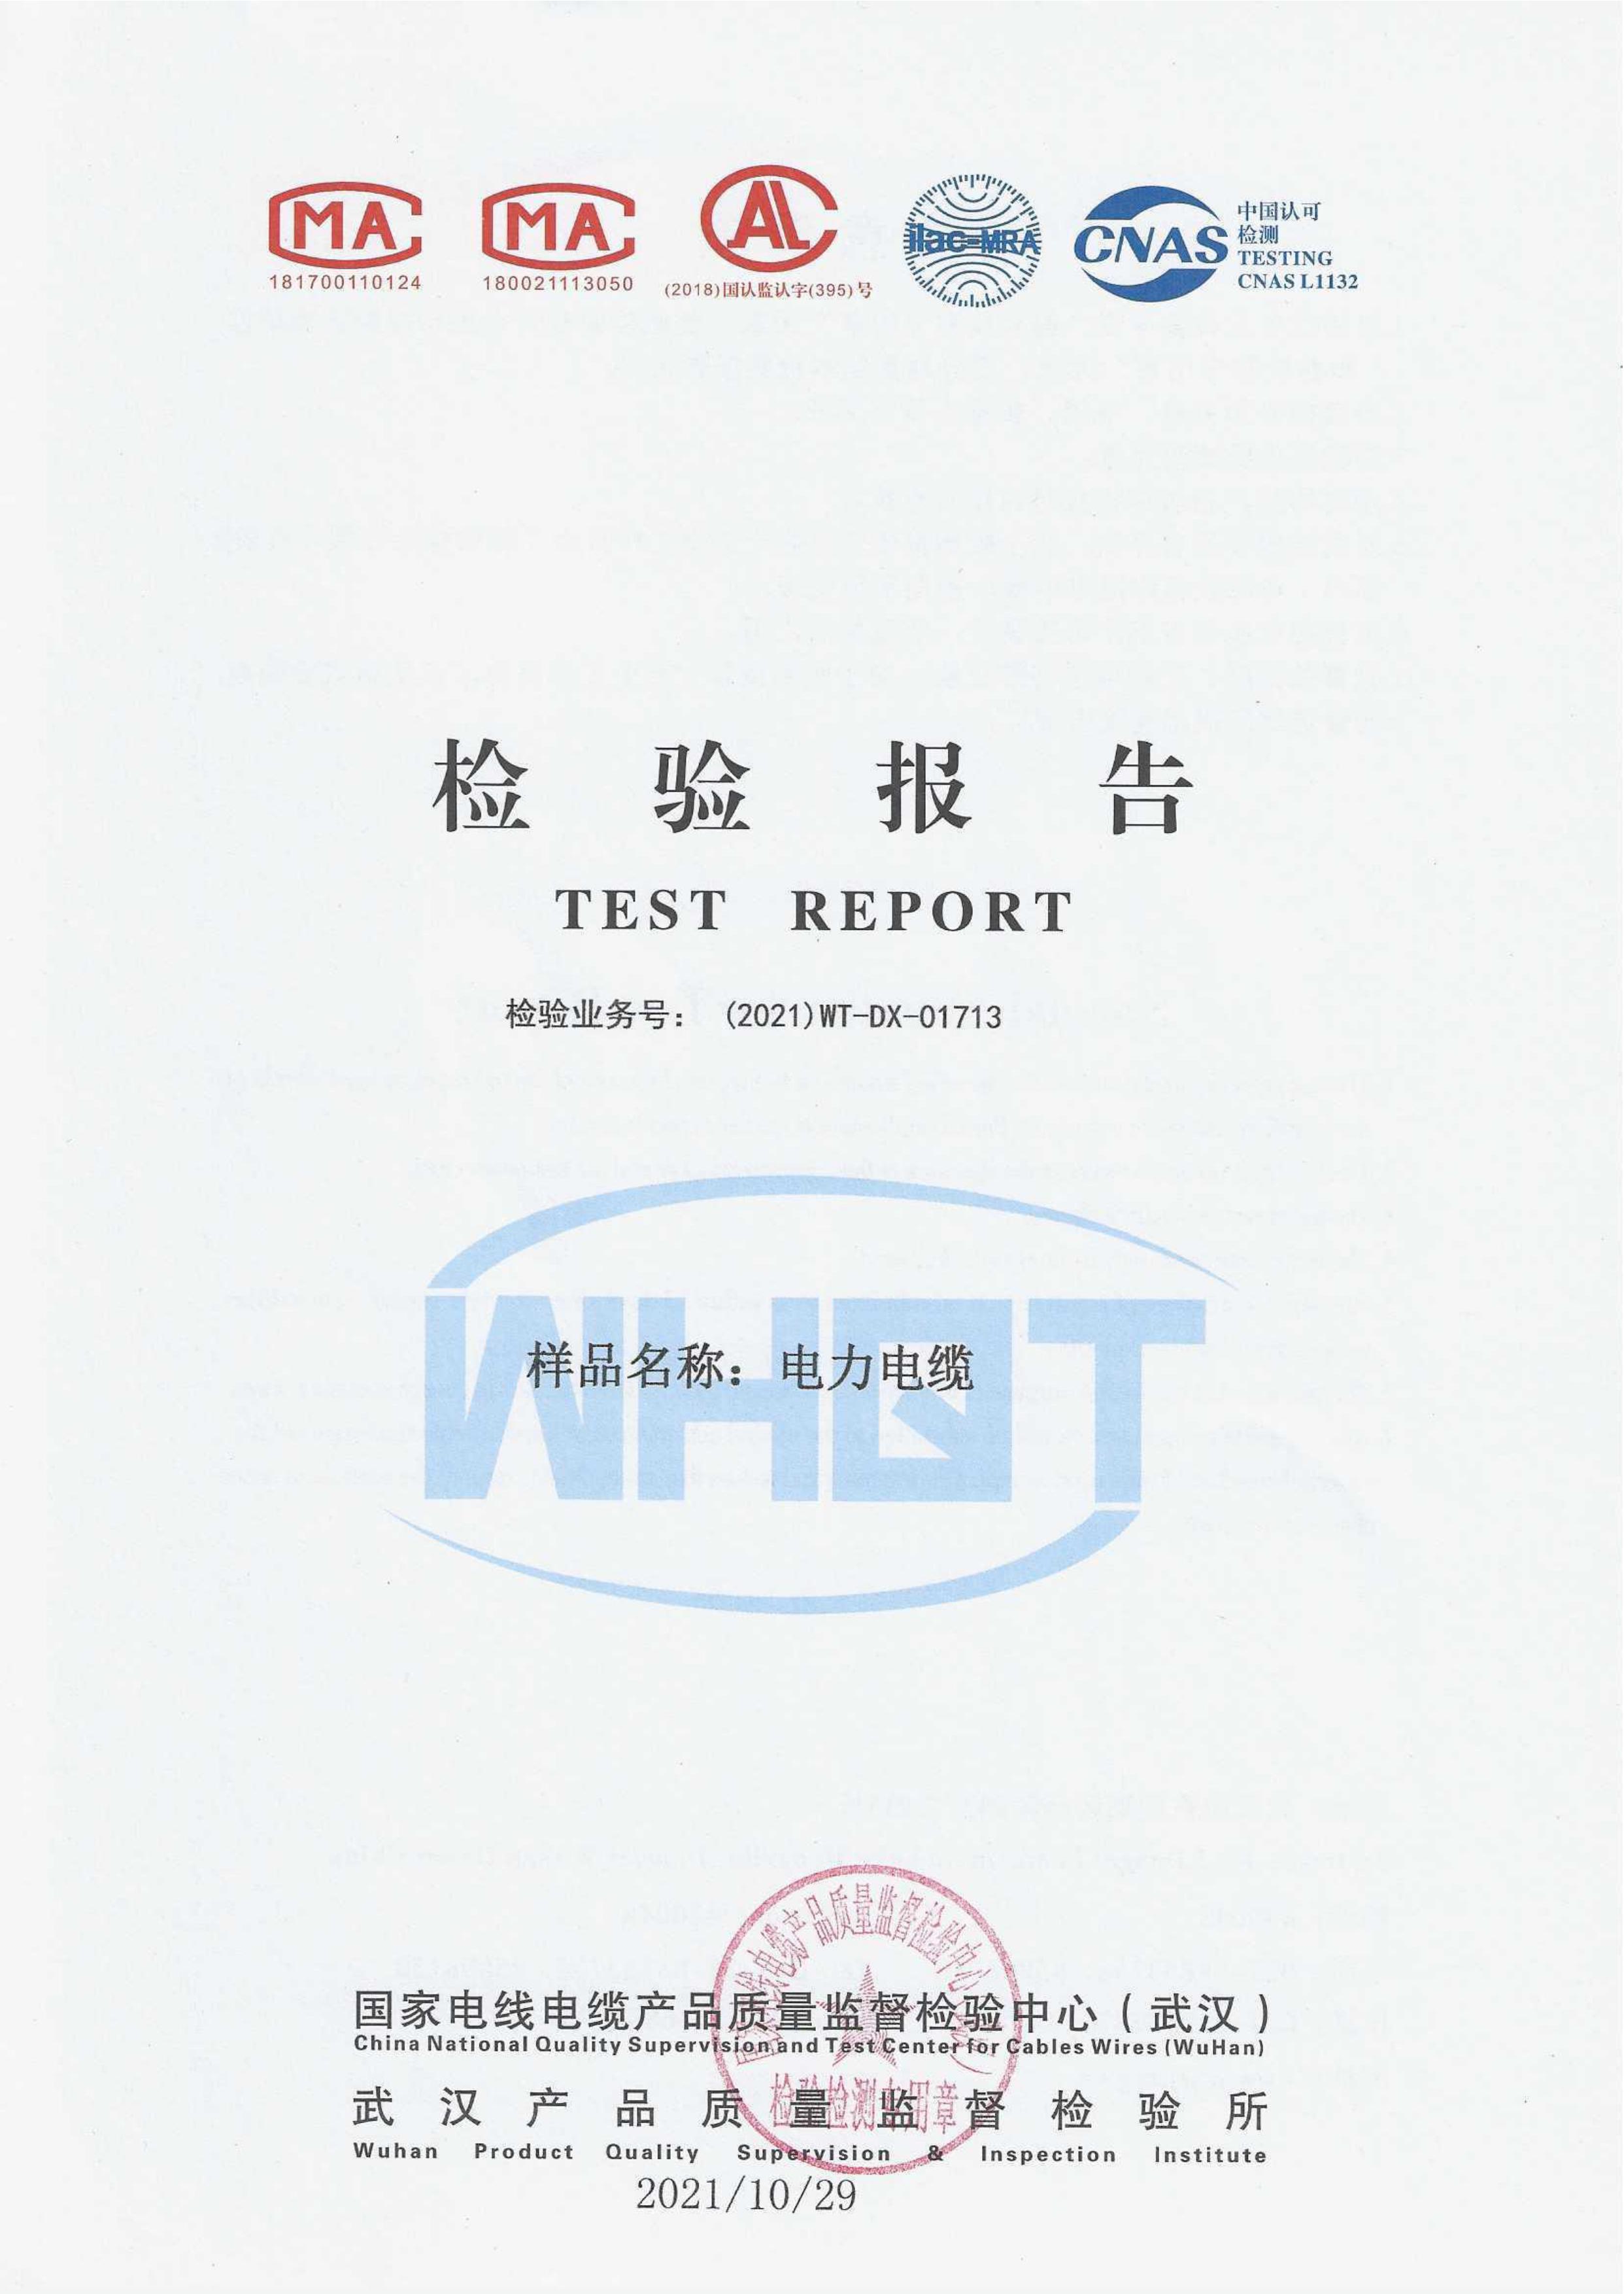 MA
181700110124
MA
180021113050
AL
(2018)国认监认字(395)号
ilac-MRA
CNAS
中国认可
检测
TESTING
CNAS L1132
检验报告
TEST REPORT
检验业务号： (2021)WT-DX-01713
WHQT
样品名称：电力电缆
国家电线电缆产品质量监督检验中心（武汉）
China National Quality Supervision and Test Center for Cables Wires (WuHan)
武汉产品质量监督检验所
Wuhan Product Quality Supervision & Inspection Institute
2021/10/29
国家电线电缆产品质量监督检验中心（武汉）
检验检测专用章